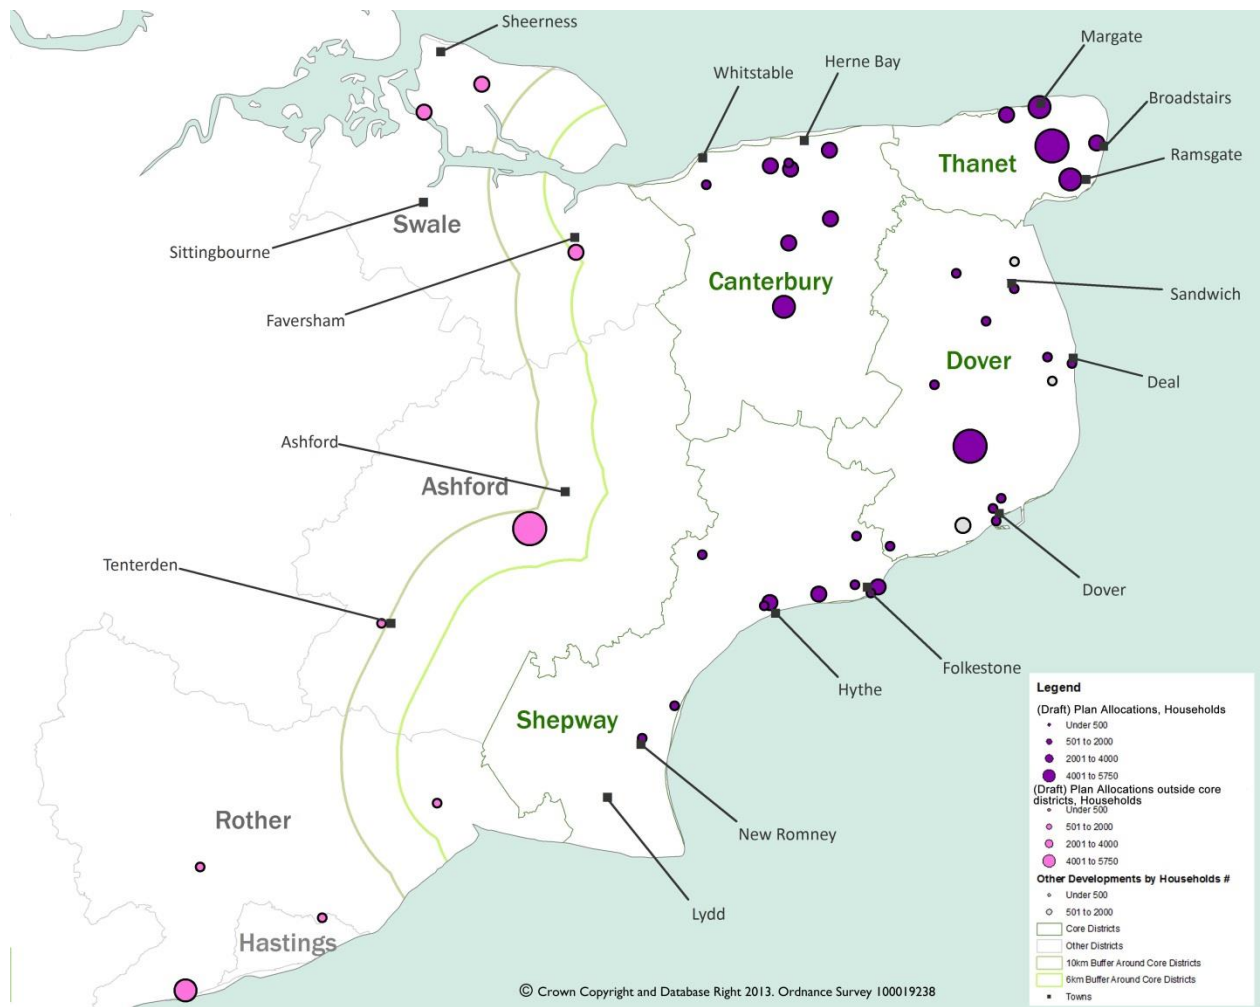 Sheerness
Margate
Whitstable
Herne Bay
Broadstairs
Thanet
Ramsgate
Swale
Sittingbourne
Canterbury
Sandwich
Faversham
Dover
Deal
Ashford
Ashford
Tenterden
Dover
Folkestone
Hythe
Shepway
Rother
New Romney
Lydd
Hastings
Legend
(Draft) Plan Allocations, Households
Under 500
501 to 2000
2001 to 4000
4001 to 5750
(Draft) Plan Allocations outside core
districts, Households
Under 500
501 to 2000
2001 to 4000
4001 to 5750
Other Developments by Households #
Under 500
501 to 2000
Core Districts
Other Districts
10km Buffer Around Core Districts
6km Buffer Around Core Districts
Towns
© Crown Copyright and Database Right 2013. Ordnance Survey 100019238